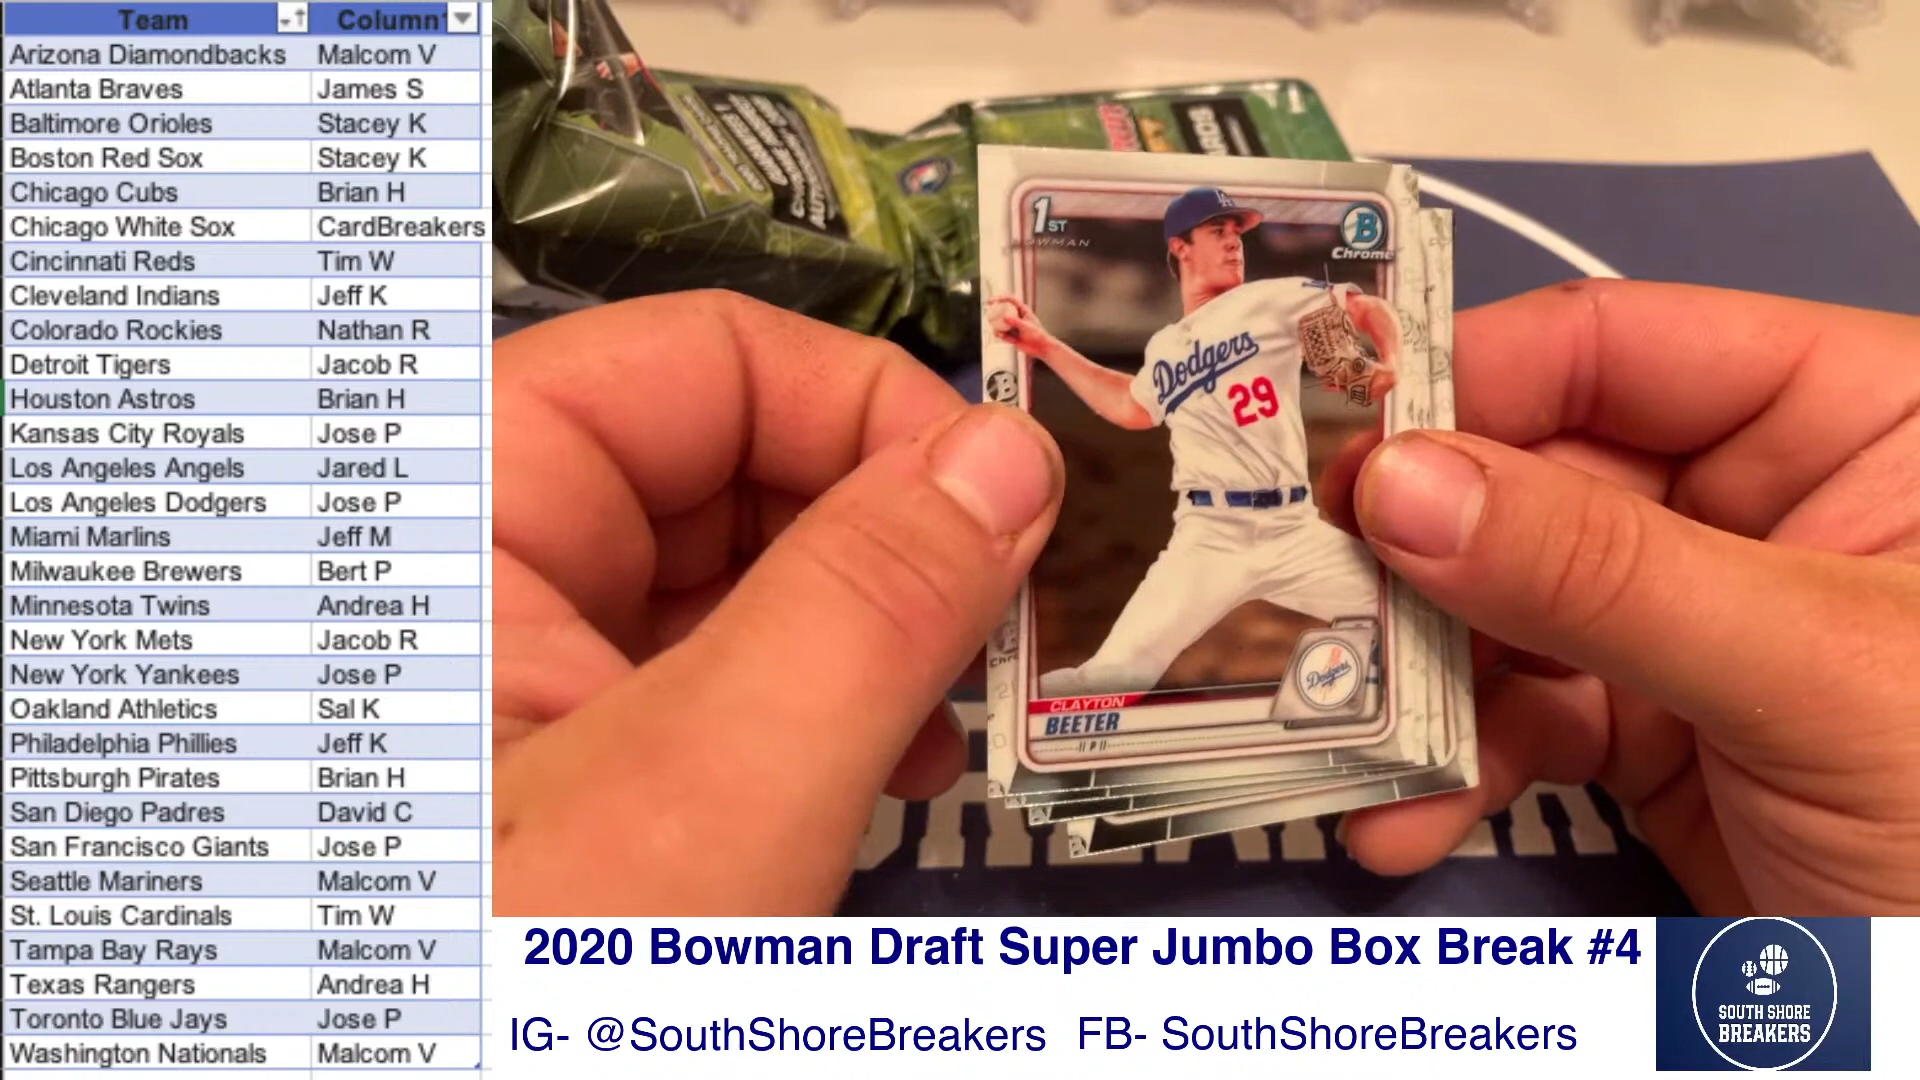 Team Column
Arizona Diamondbacks Malcom V
Atlanta Braves James S
Baltimore Orioles Stacey K
Boston Red Sox Stacey K
Chicago Cubs Brian H
Chicago White Sox CardBreakers
Cincinnati Reds Tim W
Cleveland Indians Jeff K
Colorado Rockies Nathan R
Detroit Tigers Jacob R
Houston Astros Brian H
Kansas City Royals Jose P
Los Angeles Angels Jared L
Los Angeles Dodgers Jose P
Miami Marlins Jeff M
Milwaukee Brewers Bert P
Minnesota Twins Andrea H
New York Mets Jacob R
New York Yankees Jose P
Oakland Athletics Sal K
Philadelphia Phillies Jeff K
Pittsburgh Pirates Brian H
San Diego Padres David C
San Francisco Giants Jose P
Seattle Mariners Malcom V
St. Louis Cardinals Tim W
Tampa Bay Rays Malcom V
Texas Rangers Andrea H
Toronto Blue Jays Jose P
Washington Nationals Malcom V
1ST
BOWMAN
B
Chrome
LA
Dodgers
29
Dodgers
CLAYTON
BEETER
P
2020 Bowman Draft Super Jumbo Box Break #4
IG- @SouthShoreBreakers FB- SouthShoreBreakers
SOUTH SHORE
BREAKERS